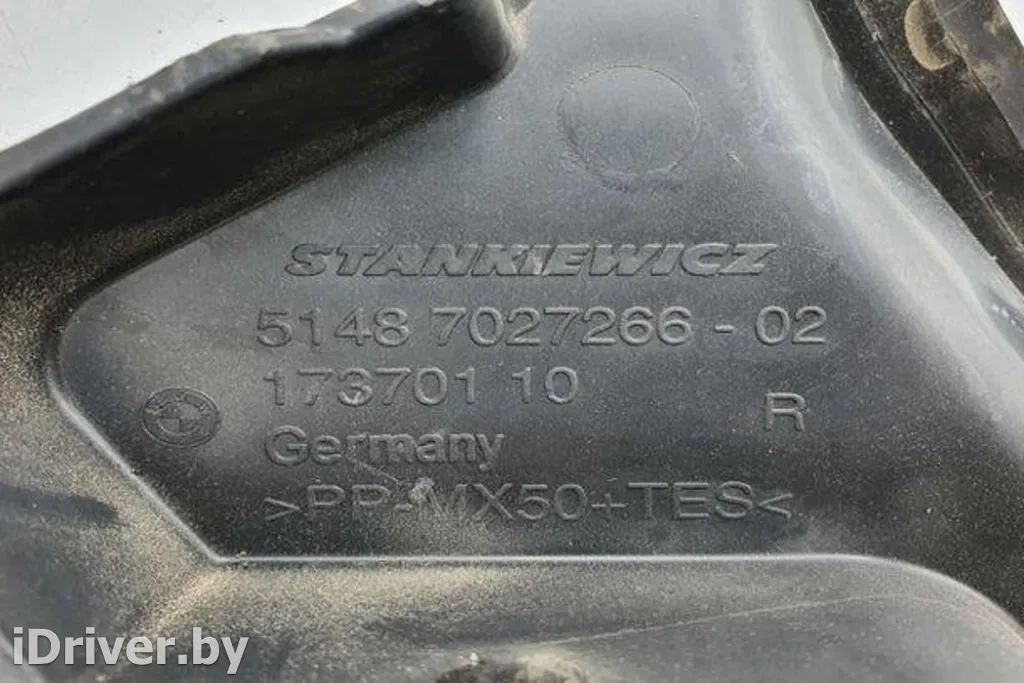 STANKIEWICZ
5148 7027266 - 02
173701 10
R
Germany
>PP-MX50+TES<
iDriver.by